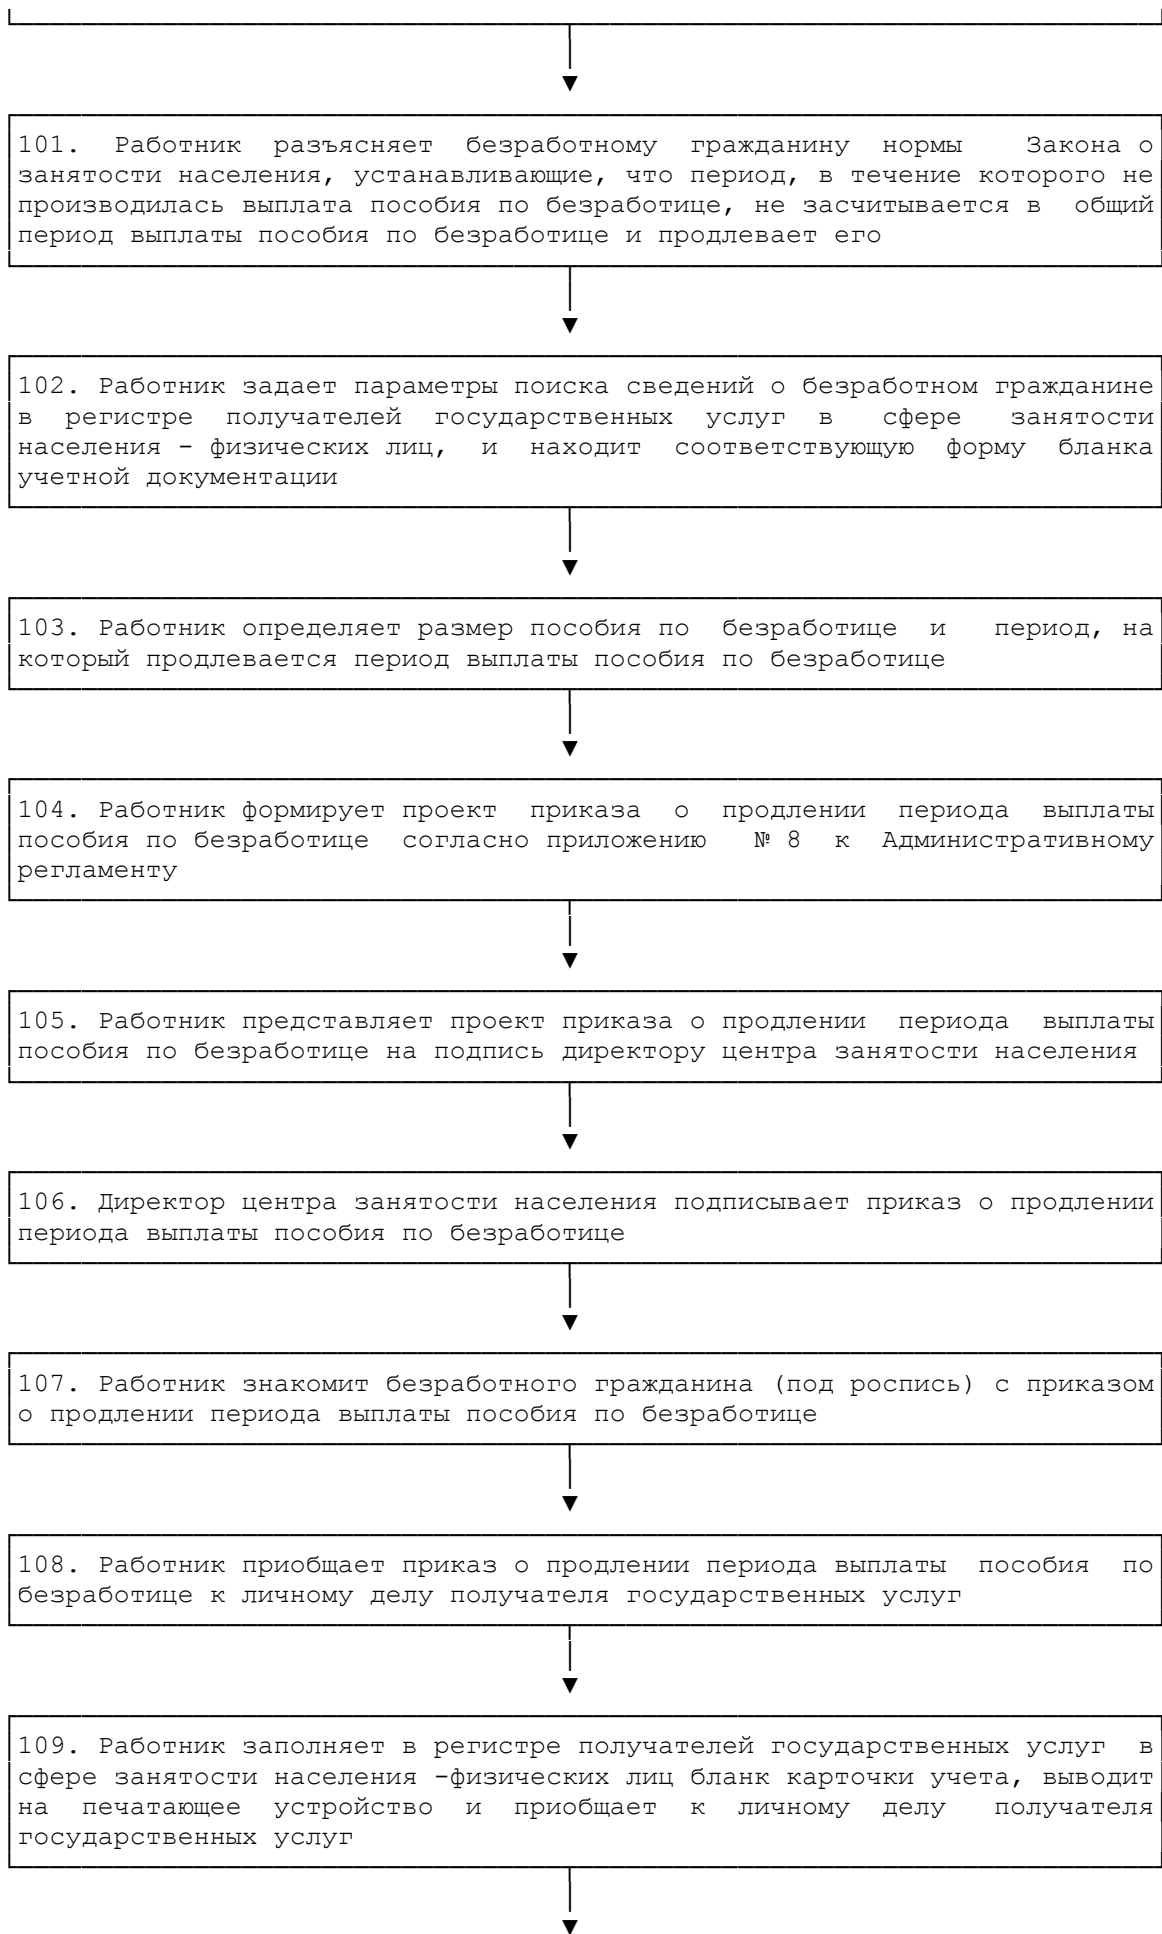 101. Работник разъясняет безработному гражданину нормы Закона о
занятости населения, устанавливающие, что период, в течение которого не
производилась выплата пособия по безработице, не засчитывается в общий
период выплаты пособия по безработице и продлевает его
102. Работник задает параметры поиска сведений о безработном гражданине
в регистре получателей государственных услуг в сфере занятости
населения - физических лиц, и находит соответствующую форму бланка
учетной документации
103. Работник определяет размер пособия по безработице и период, на
который продлевается период выплаты пособия по безработице
104. Работник формирует проект приказа о продлении периода выплаты
пособия по безработице согласно приложению № 8 к Административному
регламенту
105. Работник представляет проект приказа о продлении периода выплаты
пособия по безработице на подпись директору центра занятости населения
106. Директор центра занятости населения подписывает приказ о продлении
периода выплаты пособия по безработице
107. Работник знакомит безработного гражданина (под роспись) с приказом
о продлении периода выплаты пособия по безработице
108. Работник приобщает приказ о продлении периода выплаты пособия по
безработице к личному делу получателя государственных услуг
109. Работник заполняет в регистре получателей государственных услуг в
сфере занятости населения -физических лиц бланк карточки учета, выводит
на печатающее устройство и приобщает к личному делу получателя
государственных услуг